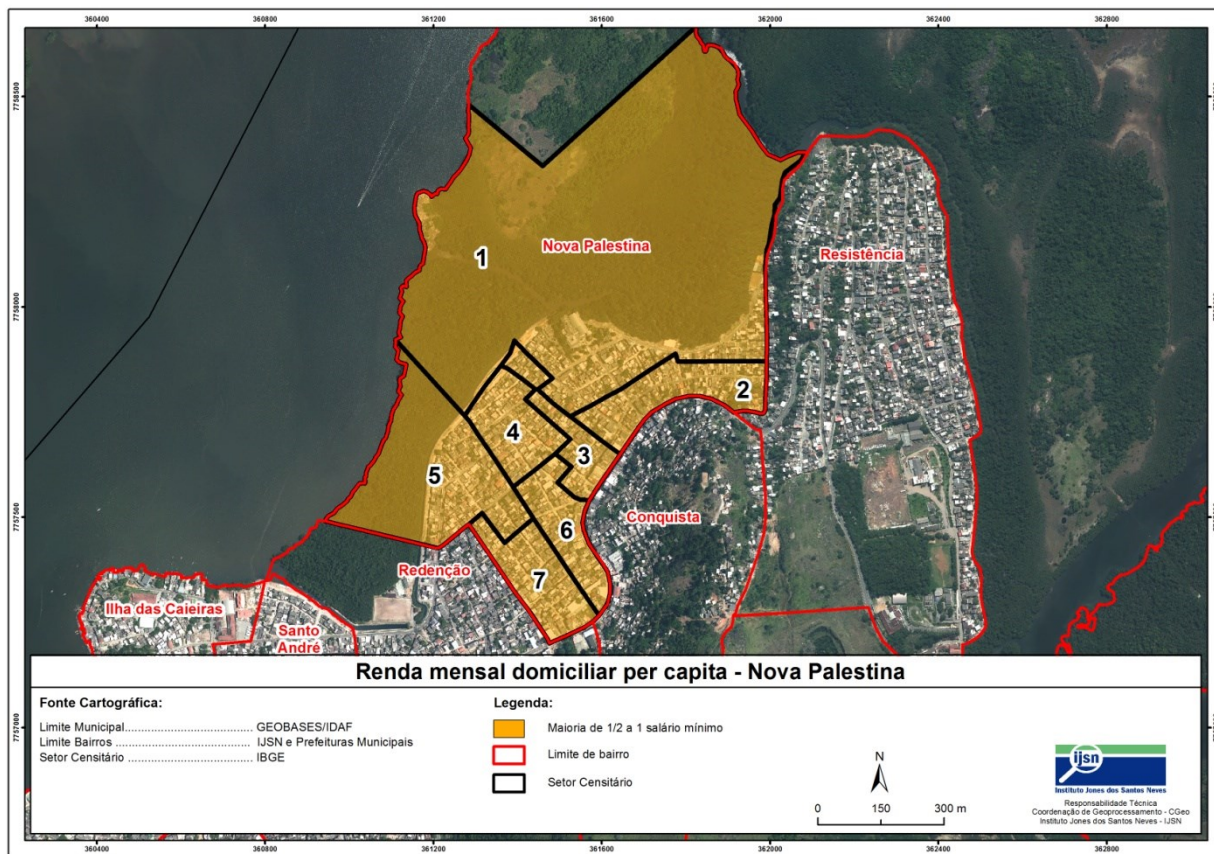 360400 360800 361200 361600 362000 362400 362800
7758500
7758000
7757500
7757000
1
Nova Palestina
Resistência
2
4
3
5
6
Conquista
7
Redenção
Ilha das Caieiras
Santo
André
Renda mensal domiciliar per capita - Nova Palestina
Fonte Cartográfica:
Limite Municipal............................ GEOBASES/IDAF
Limite Bairros ............................... IJSN e Prefeituras Municipais
Setor Censitário ............................. IBGE
Legenda:
Maioria de 1/2 a 1 salário mínimo
Limite de bairro
Setor Censitário
N
0 150 300 m
ijsn
Instituto Jones dos Santos Neves
Responsabilidade Técnica
Coordenação de Geoprocessamento - CGeo
Instituto Jones dos Santos Neves - IJSN
360400 360800 361200 361600 362000 362400 362800